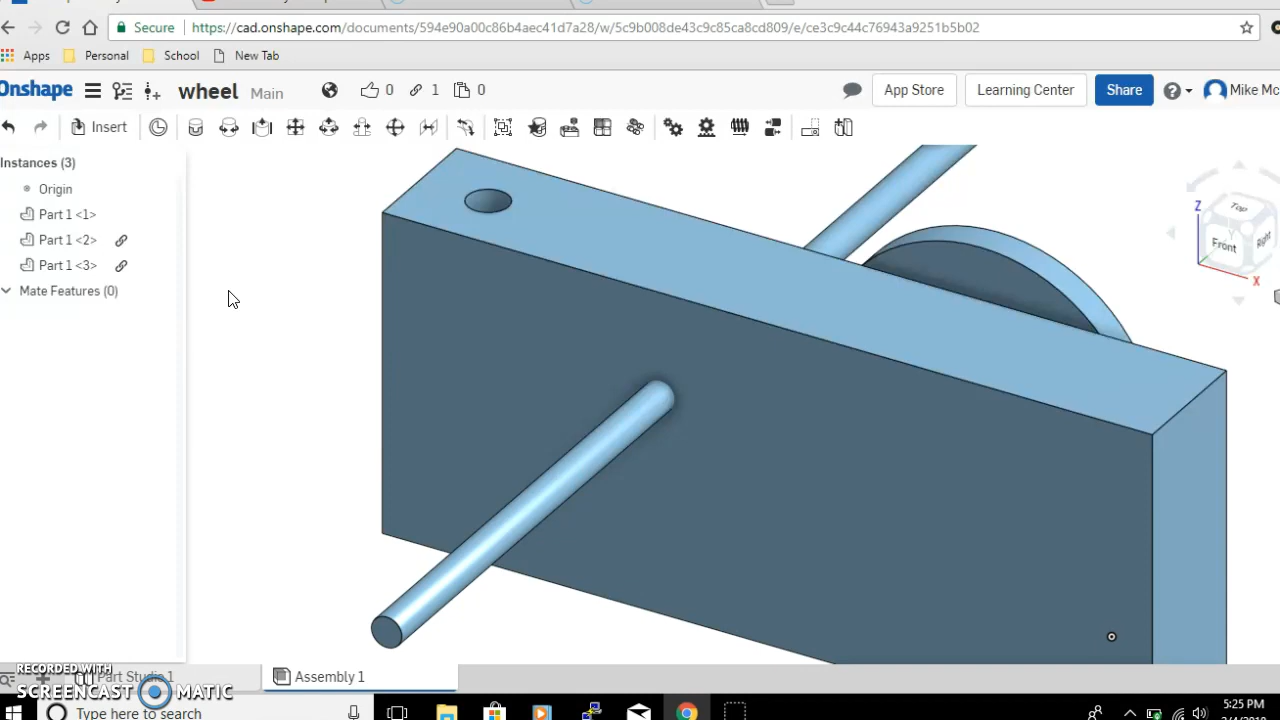 Secure https://cad.onshape.com/documents/594e90a00c86b4aec41d7a28/w/5c9b008de43c9c85ca8cd809/e/ce3c9c44c76943a9251b5b02
Apps Personal School New Tab
Onshape wheel Main 0 1 0 App Store Learning Center Share Mike Mc
Insert
Instances (3)
Origin
Part 1 <1>
Part 1 <2>
Part 1 <3>
Mate Features (0)
Top
Z
Front Right
X
Part Studio 1 Assembly 1
RECORDED WITH
SCREENCAST MATIC
Type here to search
5:25 PM